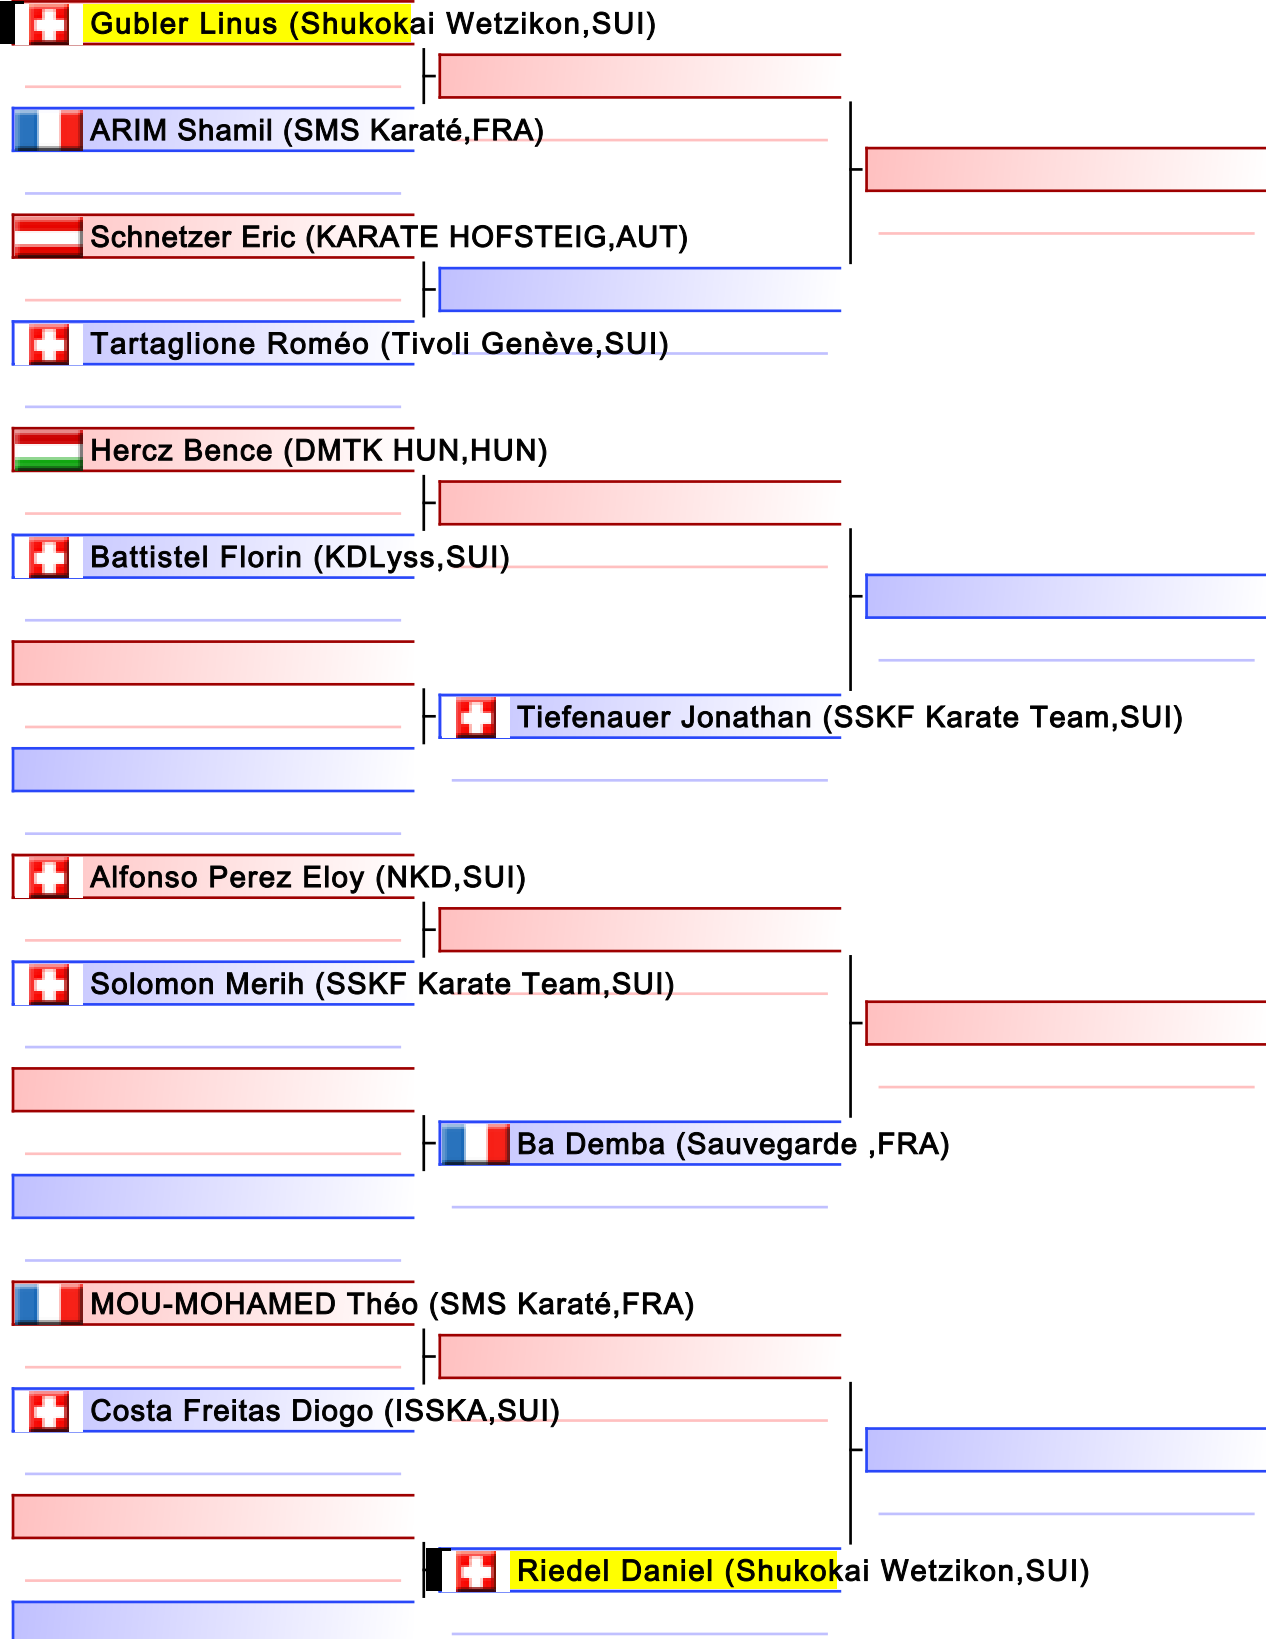 Gubler Linus (Shukokai Wetzikon,SUI)
ARIM Shamil (SMS Karaté,FRA)
Schnetzer Eric (KARATE HOFSTEIG,AUT)
Tartaglione Roméo (Tivoli Genève,SUI)
Hercz Bence (DMTK HUN,HUN)
Battistel Florin (KDLyss,SUI)
Tiefenauer Jonathan (SSKF Karate Team,SUI)
Alfonso Perez Eloy (NKD,SUI)
Solomon Merih (SSKF Karate Team,SUI)
Ba Demba (Sauvegarde ,FRA)
MOU-MOHAMED Théo (SMS Karaté,FRA)
Costa Freitas Diogo (ISSKA,SUI)
Riedel Daniel (Shukokai Wetzikon,SUI)